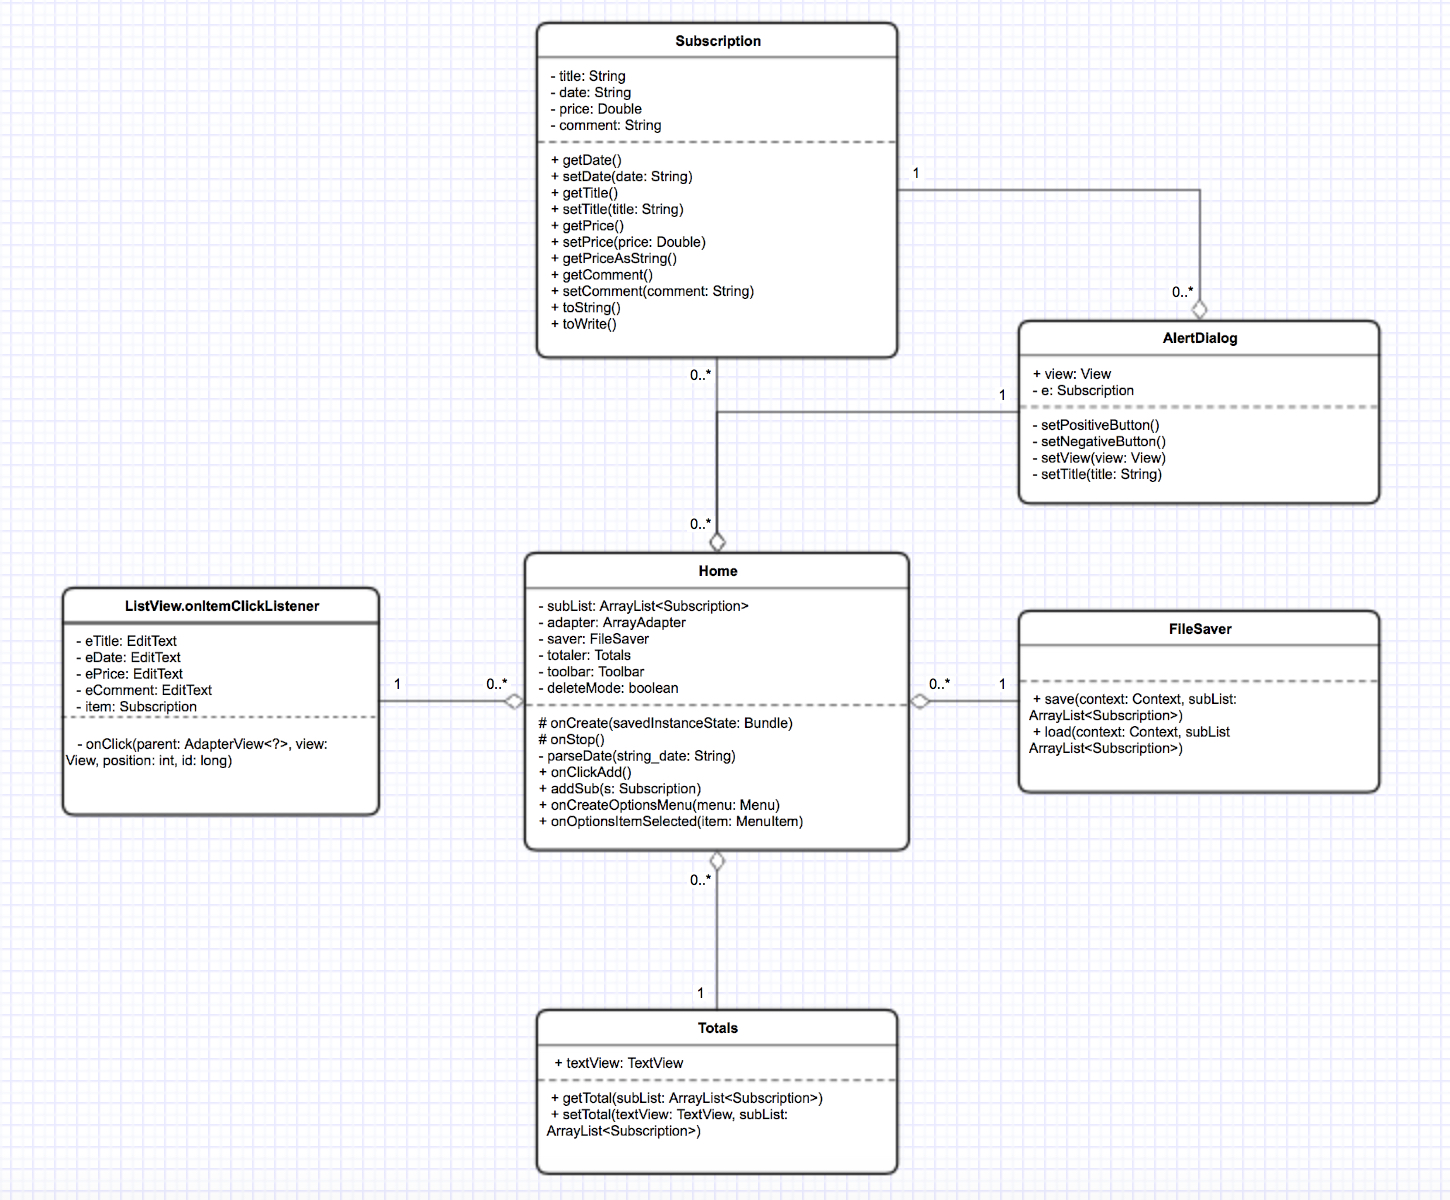 Subscription
- title: String
- date: String
- price: Double
- comment: String
+ getDate()
+ setDate(date: String)
+ getTitle()
+ setTitle(title: String)
+ getPrice()
+ setPrice(price: Double)
+ getPriceAsString()
+ getComment()
+ setComment(comment: String)
+ toString()
+ toWrite()
1
0..*
AlertDialog
+ view: View
- e: Subscription
- setPositiveButton()
- setNegativeButton()
- setView(view: View)
- setTitle(title: String)
0..*
1
0..*
Home
- subList: ArrayList<Subscription>
- adapter: ArrayAdapter
- saver: FileSaver
- totaler: Totals
- toolbar: Toolbar
- deleteMode: boolean
# onCreate(savedInstanceState: Bundle)
# onStop()
- parseDate(string_date: String)
+ onClickAdd()
+ addSub(s: Subscription)
+ onCreateOptionsMenu(menu: Menu)
+ onOptionsItemSelected(item: MenuItem)
ListView.onItemClickListener
- eTitle: EditText
- eDate: EditText
- ePrice: EditText
- eComment: EditText
- item: Subscription
- onClick(parent: AdapterView<?>, view:
View, position: int, id: long)
1
0..*
0..*
1
FileSaver
+ save(context: Context, subList:
ArrayList<Subscription>)
+ load(context: Context, subList
ArrayList<Subscription>)
0..*
1
Totals
+ textView: TextView
+ getTotal(subList: ArrayList<Subscription>)
+ setTotal(textView: TextView, subList:
ArrayList<Subscription>)